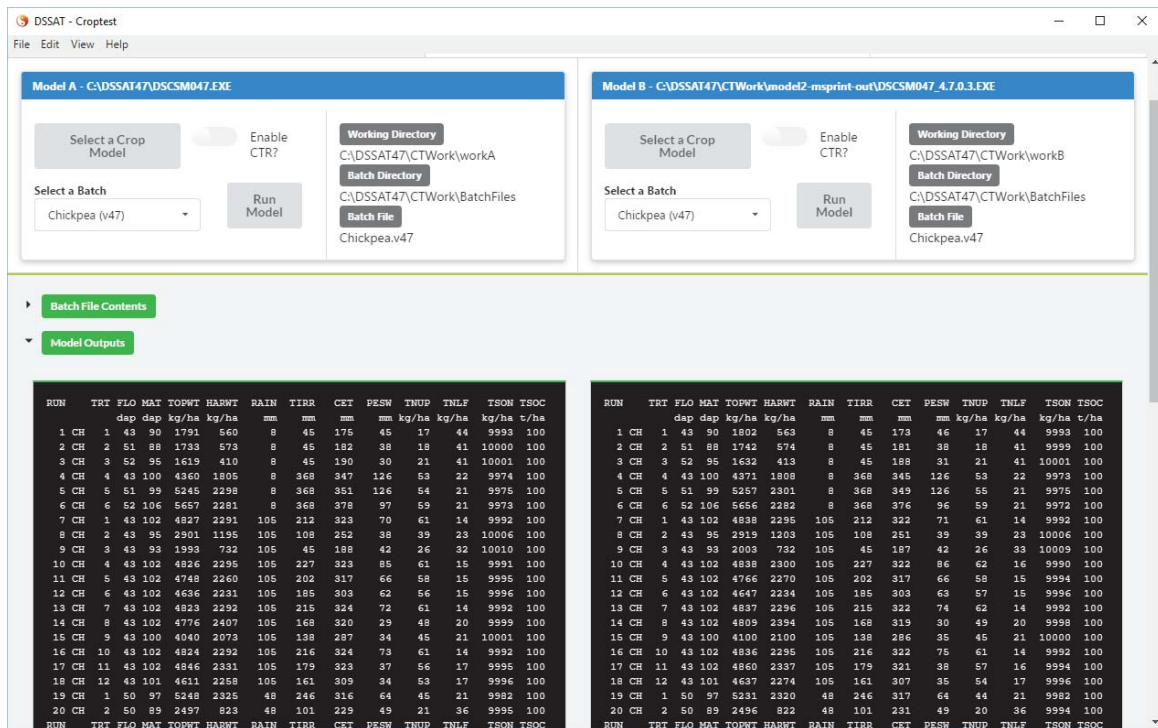 DSSAT - Croptest
File Edit View Help
Model A - C:\DSSAT47\DSCSM047.EXE
Select a Crop Model
Enable CTR?
Select a Batch
Chickpea (v47)
Run Model
Working Directory
C:\DSSAT47\CTWork\workA
Batch Directory
C:\DSSAT47\CTWork\BatchFiles
Batch File
Chickpea.v47
Model B - C:\DSSAT47\CTWork\model2-msprint-out\DSCSM047_4.7.0.3.EXE
Select a Crop Model
Enable CTR?
Select a Batch
Chickpea (v47)
Run Model
Working Directory
C:\DSSAT47\CTWork\workB
Batch Directory
C:\DSSAT47\CTWork\BatchFiles
Batch File
Chickpea.v47
Batch File Contents
Model Outputs
RUN TRT FLO MAT TOPWT HARWT RAIN TIRR CET PESW TNUP TNLF TSON TSOC
dap dap kg/ha kg/ha mm mm mm mm kg/ha kg/ha kg/ha t/ha
1 CH 1 43 90 1791 560 8 45 175 45 17 44 9993 100
2 CH 2 51 88 1733 573 8 45 182 38 18 41 10000 100
3 CH 3 52 95 1619 410 8 45 190 30 21 41 10001 100
4 CH 4 43 100 4360 1805 8 368 347 126 53 22 9974 100
5 CH 5 51 99 5245 2298 8 368 351 126 54 21 9975 100
6 CH 6 52 106 5657 2281 8 368 378 97 59 21 9973 100
7 CH 1 43 102 4827 2291 105 212 323 70 61 14 9992 100
8 CH 2 43 95 2901 1195 105 108 252 38 39 23 10006 100
9 CH 3 43 93 1993 732 105 45 188 42 26 32 10010 100
10 CH 4 43 102 4826 2295 105 227 323 85 61 15 9991 100
11 CH 5 43 102 4748 2260 105 202 317 66 58 15 9995 100
12 CH 6 43 102 4636 2231 105 185 303 62 56 15 9996 100
13 CH 7 43 102 4823 2292 105 215 324 72 61 14 9992 100
14 CH 8 43 102 4776 2407 105 168 320 29 48 20 9999 100
15 CH 9 43 100 4040 2073 105 138 287 34 45 21 10001 100
16 CH 10 43 102 4824 2292 105 216 324 73 61 14 9992 100
17 CH 11 43 102 4846 2331 105 179 323 37 56 17 9995 100
18 CH 12 43 101 4611 2258 105 161 309 34 53 17 9996 100
19 CH 1 50 97 5248 2325 48 246 316 64 45 21 9982 100
20 CH 2 50 89 2497 823 48 101 229 49 21 36 9995 100
RUN TRT FLO MAT TOPWT HARWT RAIN TIRR CET PESW TNUP TNLF TSON TSOC
RUN TRT FLO MAT TOPWT HARWT RAIN TIRR CET PESW TNUP TNLF TSON TSOC
dap dap kg/ha kg/ha mm mm mm mm kg/ha kg/ha kg/ha t/ha
1 CH 1 43 90 1802 563 8 45 173 46 17 44 9993 100
2 CH 2 51 88 1742 574 8 45 181 38 18 41 9999 100
3 CH 3 52 95 1632 413 8 45 188 31 21 41 10001 100
4 CH 4 43 100 4371 1808 8 368 345 126 53 22 9973 100
5 CH 5 51 99 5257 2301 8 368 349 126 55 21 9975 100
6 CH 6 52 106 5656 2282 8 368 376 96 59 21 9972 100
7 CH 1 43 102 4838 2295 105 212 322 71 61 14 9992 100
8 CH 2 43 95 2919 1203 105 108 251 39 39 23 10006 100
9 CH 3 43 93 2003 732 105 45 187 42 26 33 10009 100
10 CH 4 43 102 4838 2300 105 227 322 86 62 16 9990 100
11 CH 5 43 102 4766 2270 105 202 317 66 58 15 9994 100
12 CH 6 43 102 4647 2234 105 185 303 63 57 15 9996 100
13 CH 7 43 102 4837 2296 105 215 322 74 62 14 9992 100
14 CH 8 43 102 4809 2394 105 168 319 30 49 20 9998 100
15 CH 9 43 100 4100 2100 105 138 286 35 45 21 10000 100
16 CH 10 43 102 4836 2295 105 216 322 75 61 14 9992 100
17 CH 11 43 102 4860 2337 105 179 321 38 57 16 9994 100
18 CH 12 43 101 4637 2274 105 161 307 35 54 17 9996 100
19 CH 1 50 97 5231 2320 48 246 317 64 44 21 9982 100
20 CH 2 50 89 2496 822 48 101 231 49 20 36 9994 100
RUN TRT FLO MAT TOPWT HARWT RAIN TIRR CET PESW TNUP TNLF TSON TSOC